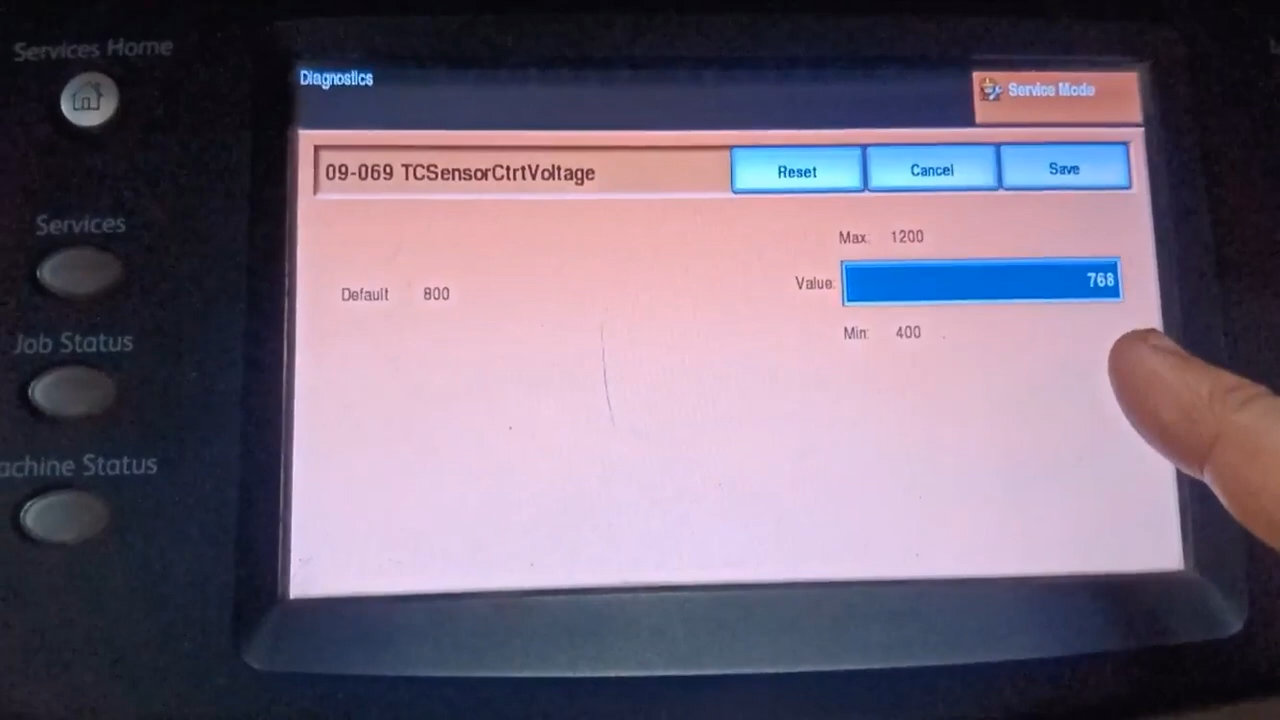 Services Home
Services
Job Status
achine Status
Diagnostics
Service Mode
09-069 TCSensorCtrtVoltage
Reset
Cancel
Save
Max: 1200
Default 800
Value: 768
Min: 400